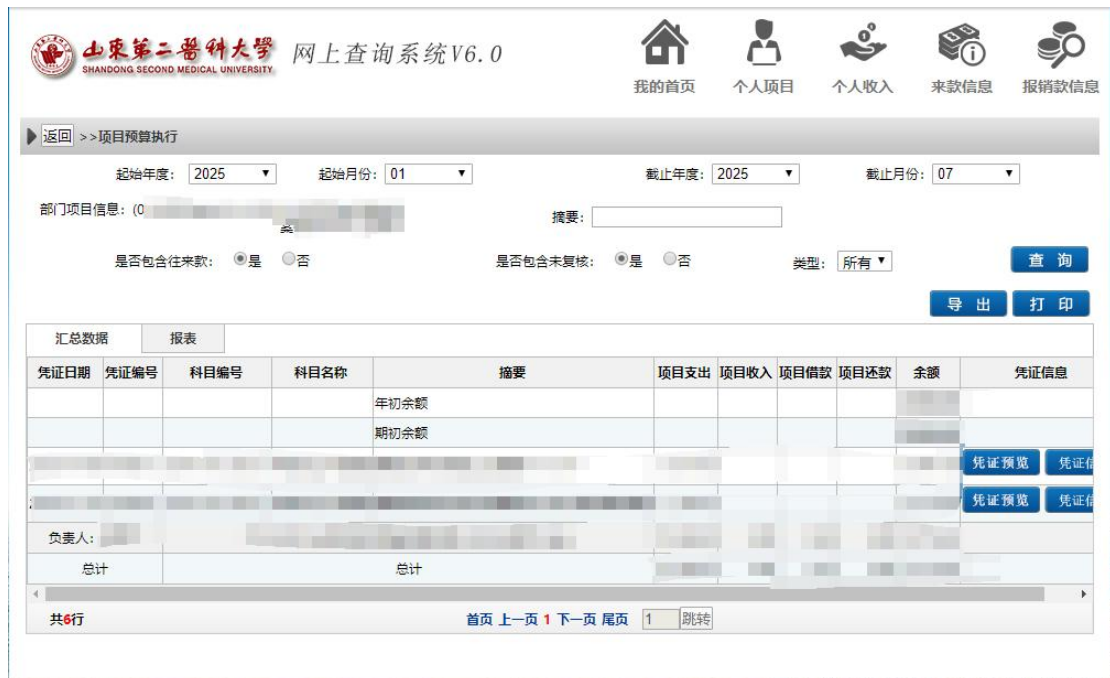 山東第二醫科大學 网上查询系统V6.0
SHANDONG SECOND MEDICAL UNIVERSITY
我的首页 个人项目 个人收入 来款信息 报销款信息
返回 >>项目预算执行
起始年度: 2025 起始月份: 01 截止年度: 2025 截止月份: 07
部门项目信息: (0
摘要:
是否包含往来款: 是 否 是否包含未复核: 是 否 类型: 所有 查 询
导 出 打 印
汇总数据 报表
凭证日期 凭证编号 科目编号 科目名称 摘要 项目支出 项目收入 项目借款 项目还款 余额 凭证信息
年初余额
期初余额
凭证预览 凭证信
凭证预览 凭证信
负责人:
总计 总计
共6行 首页 上一页 1 下一页 尾页 1 跳转